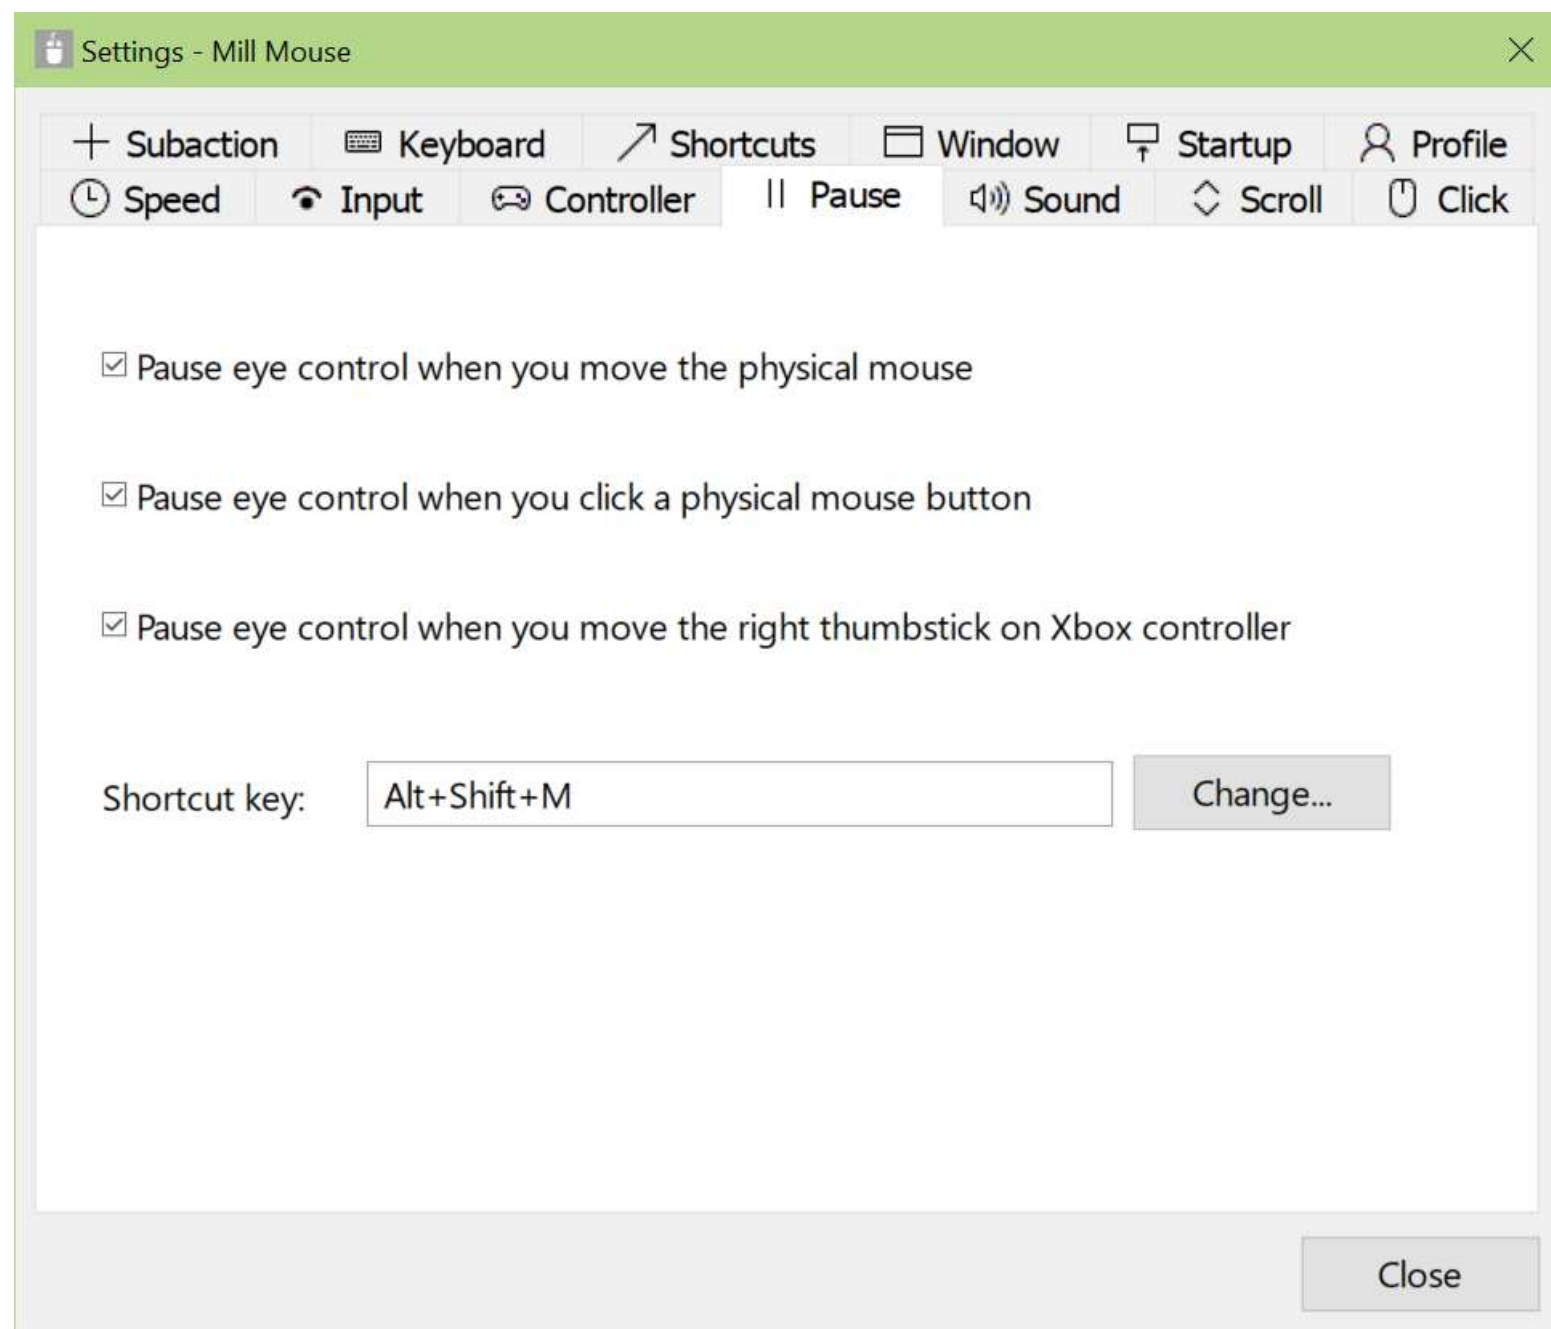 Settings - Mill Mouse
Subaction Keyboard Shortcuts Window Startup Profile
Speed Input Controller Pause Sound Scroll Click
Pause eye control when you move the physical mouse
Pause eye control when you click a physical mouse button
Pause eye control when you move the right thumbstick on Xbox controller
Shortcut key: Alt+Shift+M Change...
Close